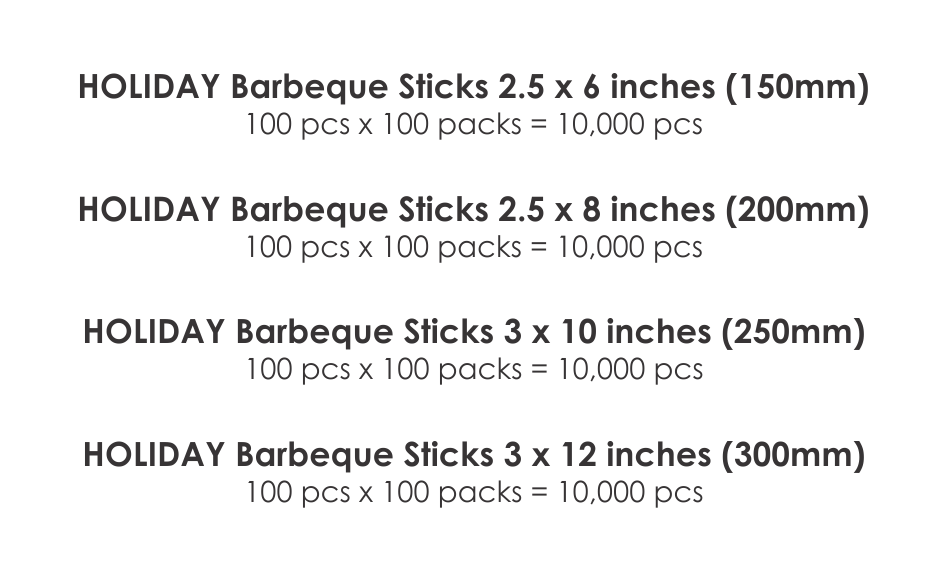 HOLIDAY Barbeque Sticks 2.5 x 6 inches (150mm)
100 pcs x 100 packs = 10,000 pcs
HOLIDAY Barbeque Sticks 2.5 x 8 inches (200mm)
100 pcs x 100 packs = 10,000 pcs
HOLIDAY Barbeque Sticks 3 x 10 inches (250mm)
100 pcs x 100 packs = 10,000 pcs
HOLIDAY Barbeque Sticks 3 x 12 inches (300mm)
100 pcs x 100 packs = 10,000 pcs